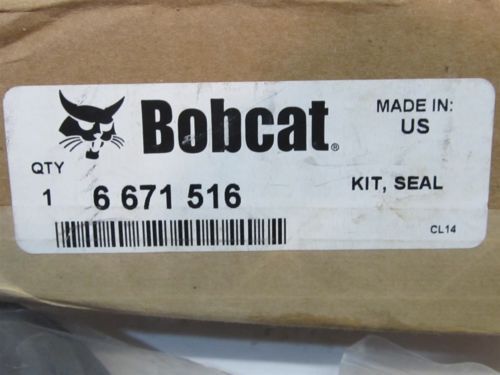 Bobcat®
MADE IN:
US
QTY
1 6 671 516
KIT, SEAL
CL14